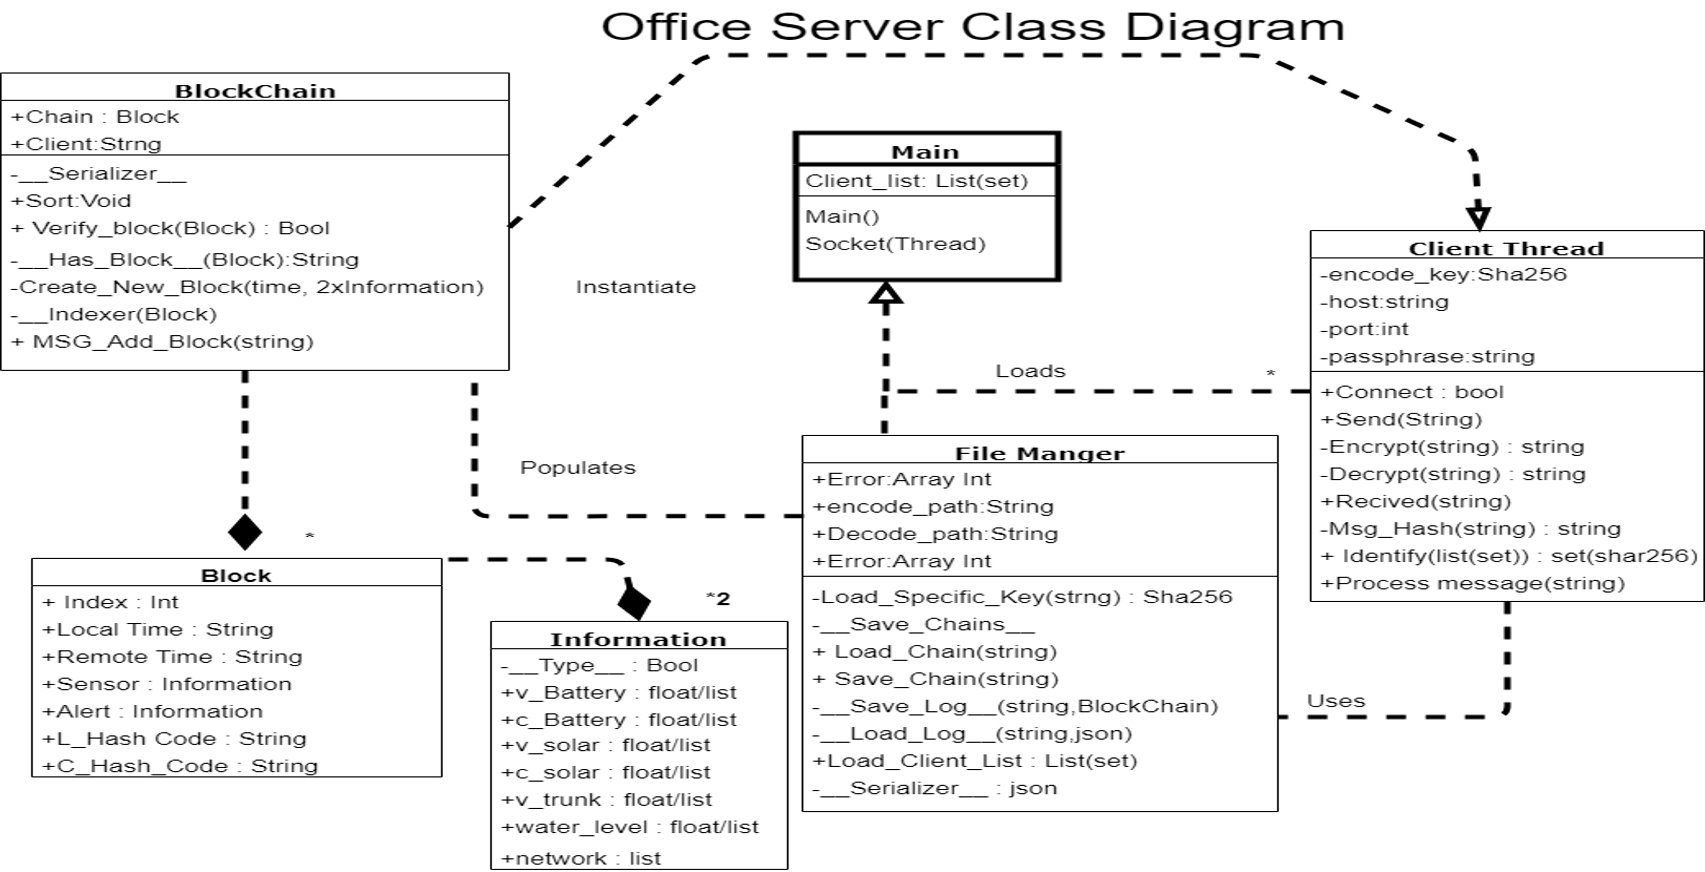 Office Server Class Diagram
BlockChain
+Chain : Block
+Client:Strng
-__Serializer__
+Sort:Void
+ Verify_block(Block) : Bool
-__Has_Block__(Block):String
-Create_New_Block(time, 2xInformation)
-__Indexer(Block)
+ MSG_Add_Block(string)
Main
Client_list: List(set)
Main()
Socket(Thread)
Instantiate
Client Thread
-encode_key:Sha256
-host:string
-port:int
-passphrase:string
+Connect : bool
+Send(String)
-Encrypt(string) : string
-Decrypt(string) : string
+Recived(string)
-Msg_Hash(string) : string
+ Identify(list(set)) : set(shar256)
+Process message(string)
Loads
*
Populates
File Manger
+Error:Array Int
+encode_path:String
+Decode_path:String
+Error:Array Int
-Load_Specific_Key(strng) : Sha256
-__Save_Chains__
+ Load_Chain(string)
+ Save_Chain(string)
-__Save_Log__(string,BlockChain)
-__Load_Log__(string,json)
+Load_Client_List : List(set)
-__Serializer__ : json
Uses
*
Block
+ Index : Int
+Local Time : String
+Remote Time : String
+Sensor : Information
+Alert : Information
+L_Hash Code : String
+C_Hash_Code : String
*2
Information
-__Type__ : Bool
+v_Battery : float/list
+c_Battery : float/list
+v_solar : float/list
+c_solar : float/list
+v_trunk : float/list
+water_level : float/list
+network : list